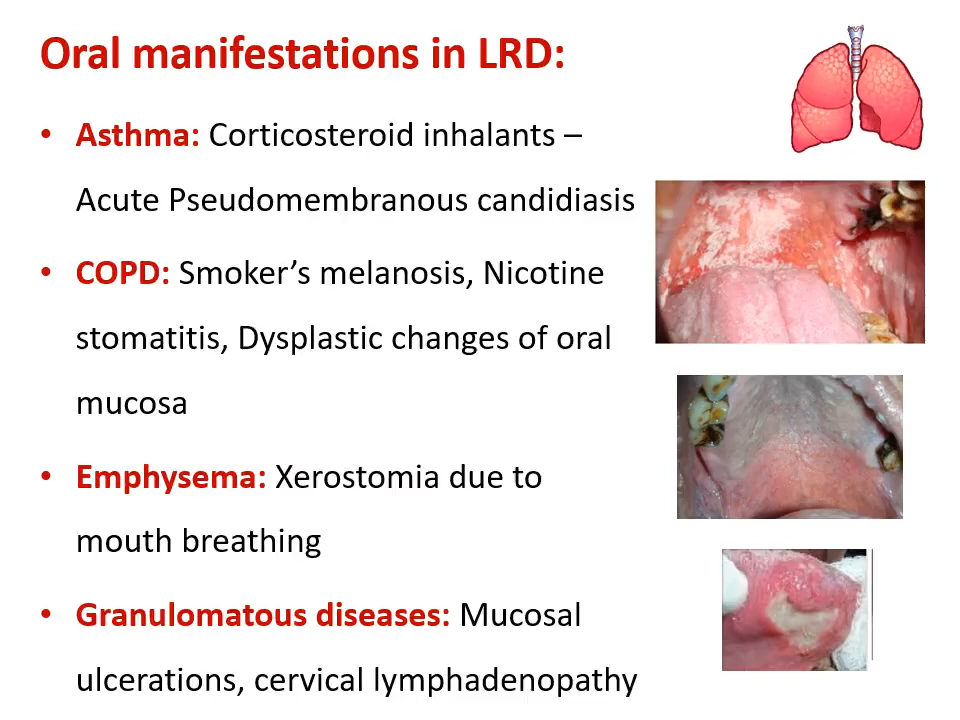 Oral manifestations in LRD:
• Asthma: Corticosteroid inhalants –
Acute Pseudomembranous candidiasis
• COPD: Smoker’s melanosis, Nicotine
stomatitis, Dysplastic changes of oral
mucosa
• Emphysema: Xerostomia due to
mouth breathing
• Granulomatous diseases: Mucosal
ulcerations, cervical lymphadenopathy